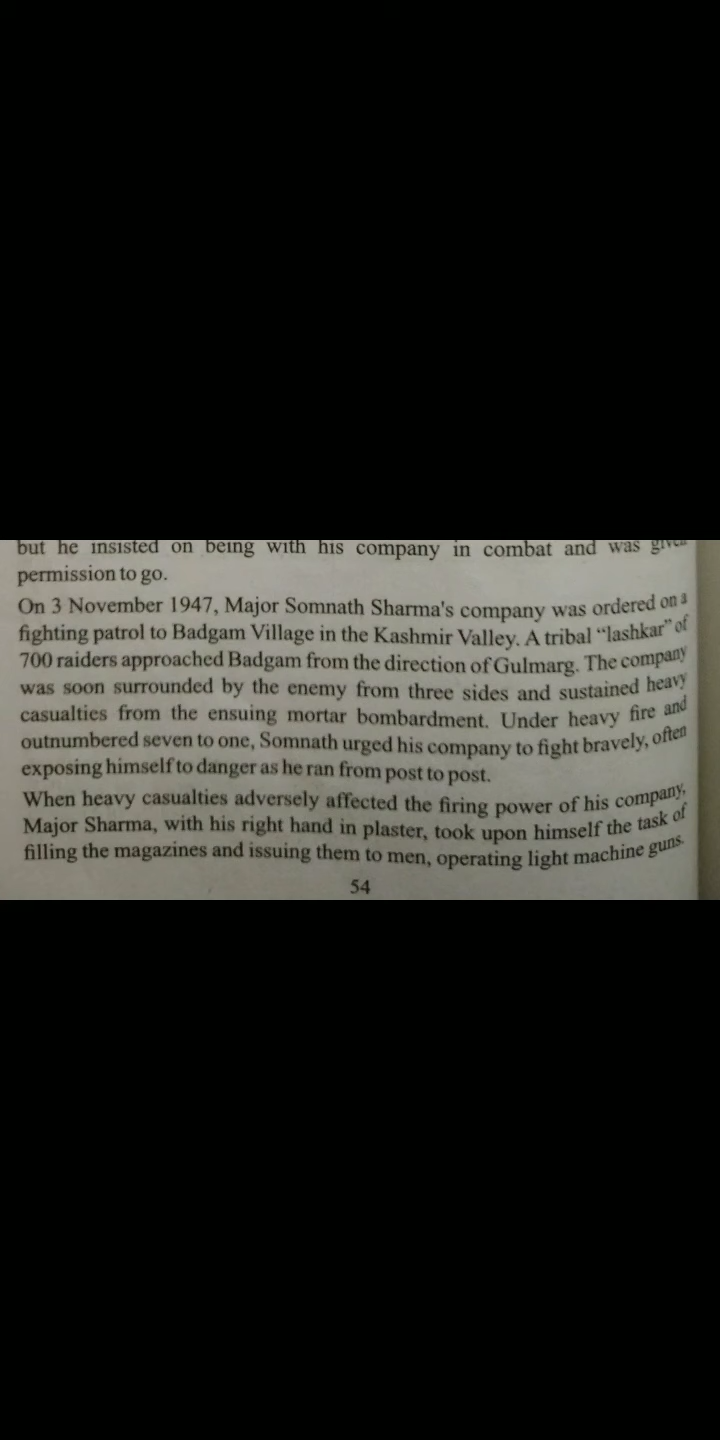 but he insisted on being with his company in combat and was given
permission to go.
On 3 November 1947, Major Somnath Sharma's company was ordered on a
fighting patrol to Badgam Village in the Kashmir Valley. A tribal “lashkar” of
700 raiders approached Badgam from the direction of Gulmarg. The company
was soon surrounded by the enemy from three sides and sustained heavy
casualties from the ensuing mortar bombardment. Under heavy fire and
outnumbered seven to one, Somnath urged his company to fight bravely, often
exposing himself to danger as he ran from post to post.
When heavy casualties adversely affected the firing power of his company,
Major Sharma, with his right hand in plaster, took upon himself the task of
filling the magazines and issuing them to men, operating light machine guns.
54